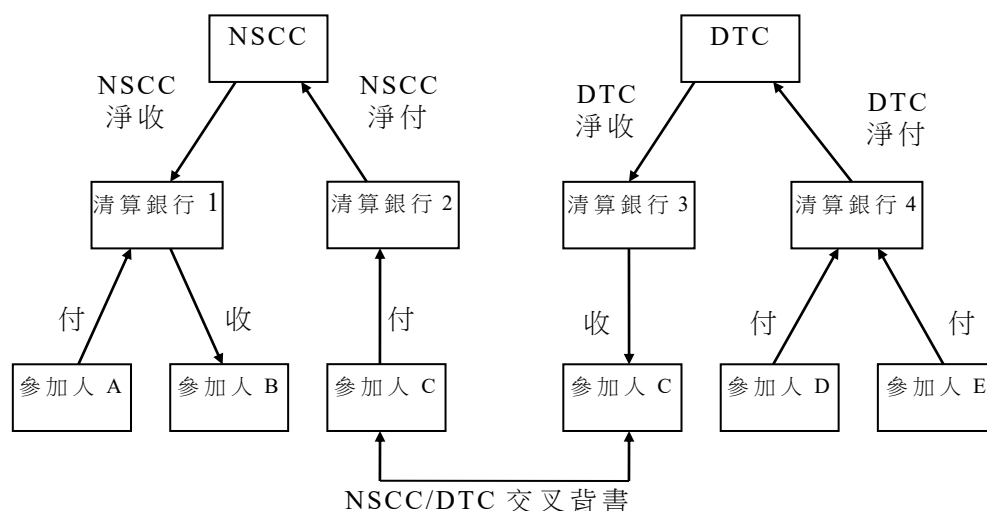 NSCC
DTC
NSCC
淨收
NSCC
淨付
DTC
淨收
DTC
淨付
清算銀行 1
清算銀行 2
清算銀行 3
清算銀行 4
付
收
付
收
付
付
參加人 A
參加人 B
參加人 C
參加人 C
參加人 D
參加人 E
NSCC/DTC 交叉背書